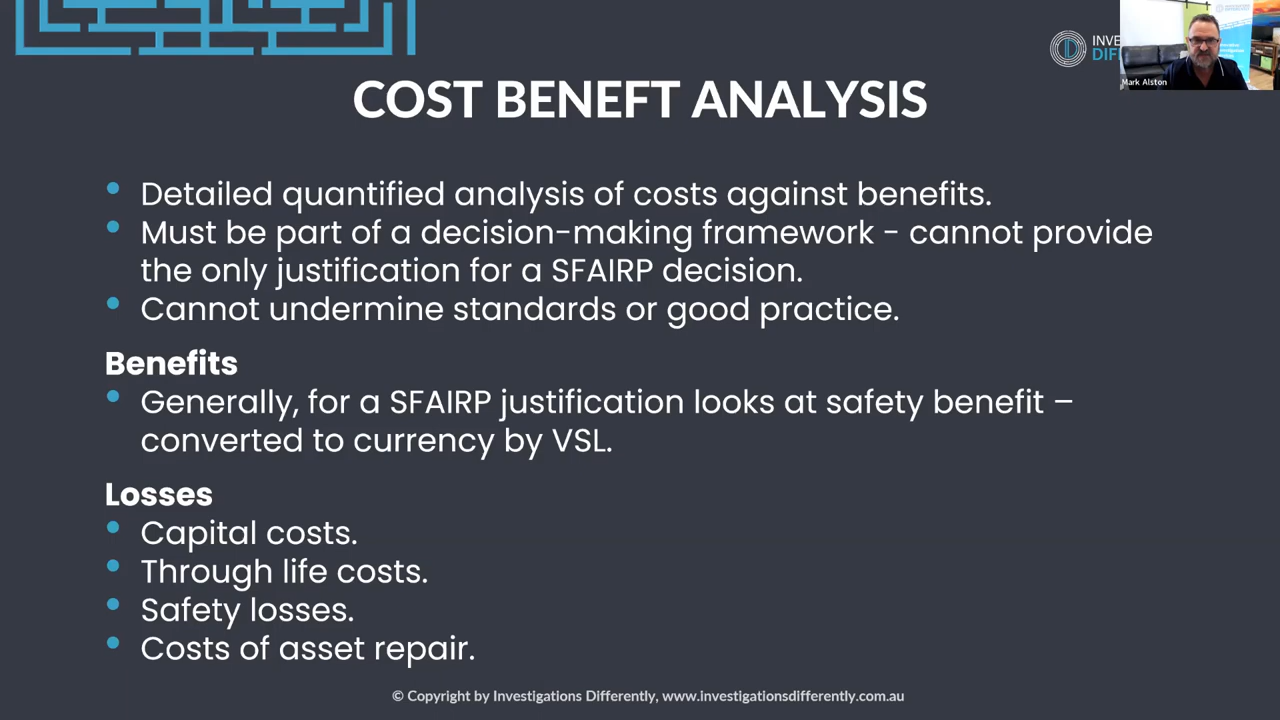 INVE
DIF
Mark Alston
COST BENEFT ANALYSIS
Detailed quantified analysis of costs against benefits.
Must be part of a decision-making framework - cannot provide
the only justification for a SFAIRP decision.
Cannot undermine standards or good practice.
Benefits
Generally, for a SFAIRP justification looks at safety benefit –
converted to currency by VSL.
Losses
Capital costs.
Through life costs.
Safety losses.
Costs of asset repair.
© Copyright by Investigations Differently, www.investigationsdifferently.com.au